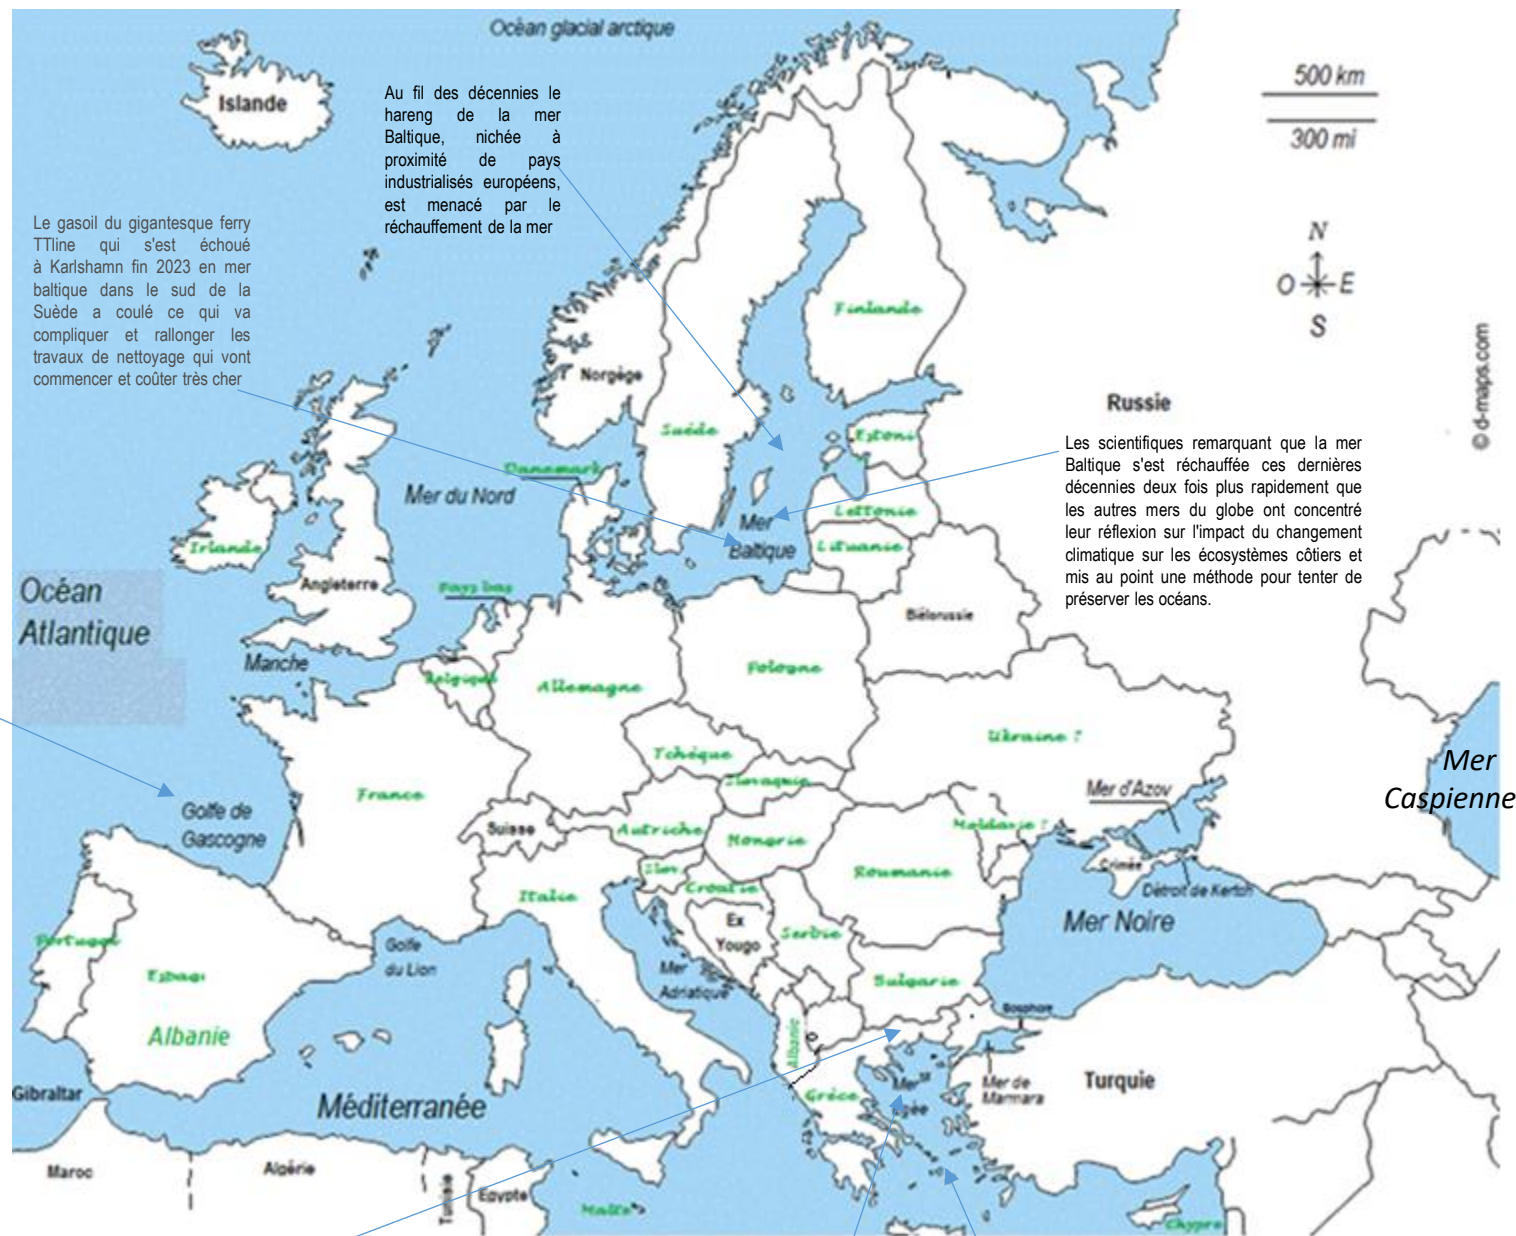 Océan glacial arctique
Islande
500 km
300 mi
Au fil des décennies le
hareng de la mer
Baltique, nichée à
proximité de pays
industrialisés européens,
est menacé par le
réchauffement de la mer
Le gasoil du gigantesque ferry
TTline qui s'est échoué
à Karlshamn fin 2023 en mer
baltique dans le sud de la
Suède a coulé ce qui va
compliquer et rallonger les
travaux de nettoyage qui vont
commencer et coûter très cher
N
O E
S
© d-maps.com
Finlande
Norgège
Russie
Suéde
Estoni
Les scientifiques remarquant que la mer
Baltique s'est réchauffée ces dernières
décennies deux fois plus rapidement que
les autres mers du globe ont concentré
leur réflexion sur l'impact du changement
climatique sur les écosystèmes côtiers et
mis au point une méthode pour tenter de
préserver les océans.
Danemark
Mer du Nord
Lettonie
Mer
Baltique
Lituanie
Irlande
Angleterre
Pays bas
Océan
Atlantique
Biélorussie
Manche
Belgique
Allemagne
Pologne
Ukraine ?
Tchéque
Slovaquie
Mer
Caspienne
Mer d'Azov
France
Golfe de
Gascogne
Suisse
Autriche
Hongrie
Moldavie ?
Crimée
Détroit de Kertch
Slov
Croatie
Roumanie
Italie
Ex
Yougo
Serbie
Mer Noire
Portugal
Golfe
du Lion
Mer
Adriatique
Espag
Bulgarie
Albanie
Bosphore
Albanie
Gibraltar
Méditerranée
Gréce
Mer
Egée
Mer de
Marmara
Turquie
Maroc
Algérie
Tunisie
Egypte
Malte
Chypre